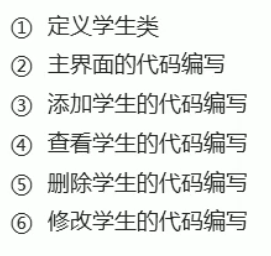 ① 定义学生类
② 主界面的代码编写
③ 添加学生的代码编写
④ 查看学生的代码编写
⑤ 删除学生的代码编写
⑥ 修改学生的代码编写